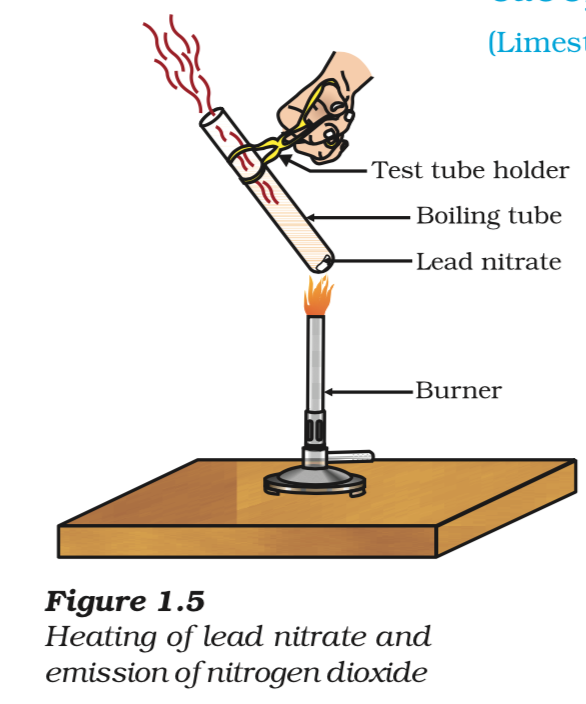 (Limest
Test tube holder
Boiling tube
Lead nitrate
Burner
Figure 1.5
Heating of lead nitrate and
emission of nitrogen dioxide